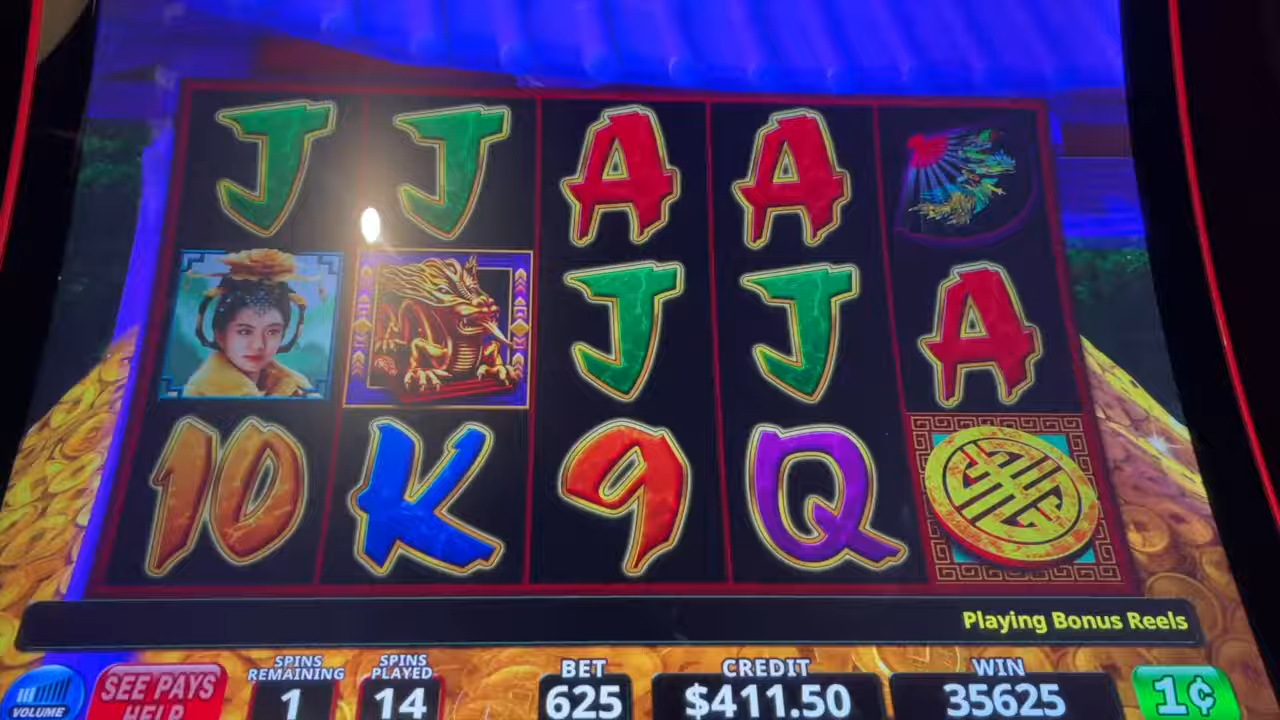 J J A A
J J A
10 K 9 Q
Playing Bonus Reels
SPINS REMAINING
1
SPINS PLAYED
14
BET
625
CREDIT
$411.50
WIN
35625
VOLUME
SEE PAYS
HELP
1¢